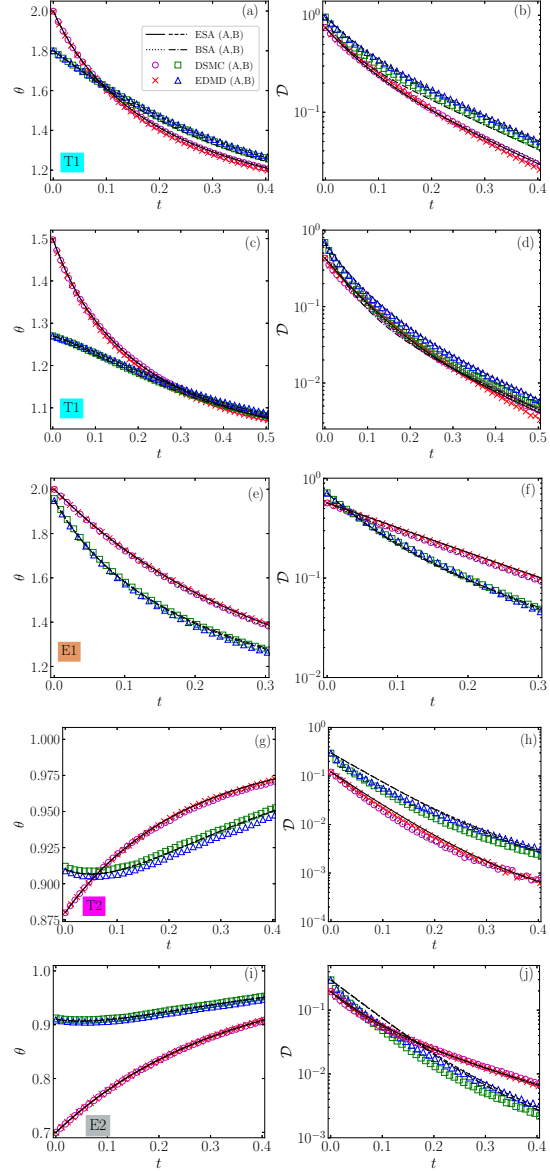 (a)
ESA (A,B)
BSA (A,B)
DSMC (A,B)
EDMD (A,B)
θ
2.0
1.8
1.6
1.4
1.2
T1
0.0 0.1 0.2 0.3 0.4
t
(b)
𝒟
10⁻¹
0.0 0.1 0.2 0.3 0.4
t
(c)
θ
1.5
1.4
1.3
1.2
1.1
T1
0.0 0.1 0.2 0.3 0.4 0.5
t
(d)
𝒟
10⁰
10⁻¹
10⁻²
0.0 0.1 0.2 0.3 0.4 0.5
t
(e)
θ
2.0
1.8
1.6
1.4
1.2
E1
0.0 0.1 0.2 0.3
t
(f)
𝒟
10⁰
10⁻¹
10⁻²
0.0 0.1 0.2 0.3
t
(g)
θ
1.000
0.975
0.950
0.925
0.900
0.875
T2
0.0 0.1 0.2 0.3 0.4
t
(h)
𝒟
10⁰
10⁻¹
10⁻²
10⁻³
10⁻⁴
0.0 0.1 0.2 0.3 0.4
t
(i)
θ
1.0
0.9
0.8
0.7
E2
0.0 0.1 0.2 0.3 0.4
t
(j)
𝒟
10⁻¹
10⁻²
10⁻³
0.0 0.1 0.2 0.3 0.4
t